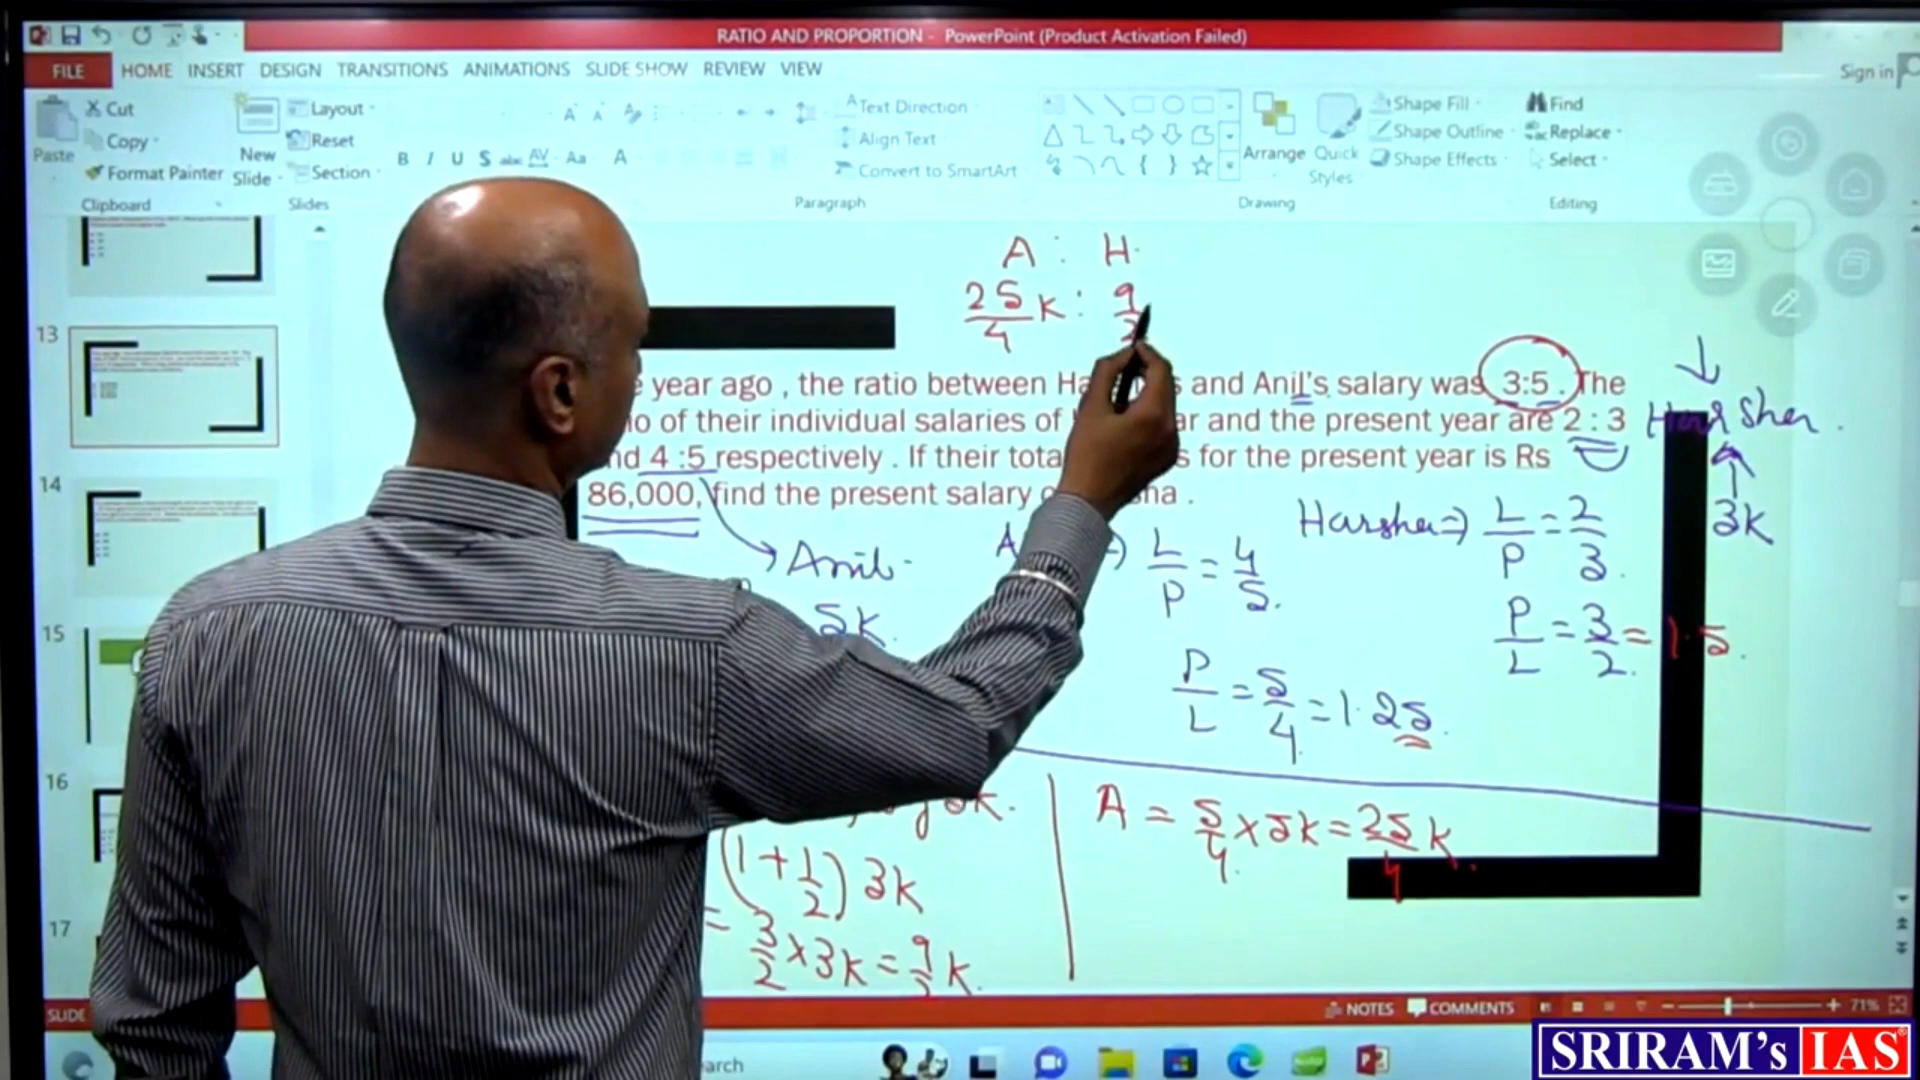 RATIO AND PROPORTION - PowerPoint (Product Activation Failed)
FILE HOME INSERT DESIGN TRANSITIONS ANIMATIONS SLIDE SHOW REVIEW VIEW
Sign in
Cut
Copy
Format Painter
Paste
Clipboard
New Slide
Layout
Reset
Section
Slides
B I U S abc AV Aa A
Text Direction
Align Text
Convert to SmartArt
Paragraph
Arrange
Quick Styles
Shape Fill
Shape Outline
Shape Effects
Drawing
Find
Replace
Select
Editing
13
14
15
16
17
A : H
25/4 K : 9/2
year ago , the ratio between and Anil's salary was 3:5 . The
of their individual salaries of and the present year are 2 : 3
4 :5 respectively . If their for the present year is Rs
86,000, find the present salary .
Harsha
3K
Anil
5K
L/P = 4/5
P/L = 5/4 = 1.25
Harsha ⇒ L/P = 2/3
P/L = 3/2 = 1.5
(1 + 1/2) 3K
= 3/2 × 3K = 9/2 K
A = 5/4 × 5K = 25/4 K
SLIDE
NOTES COMMENTS 71%
SRIRAM's IAS